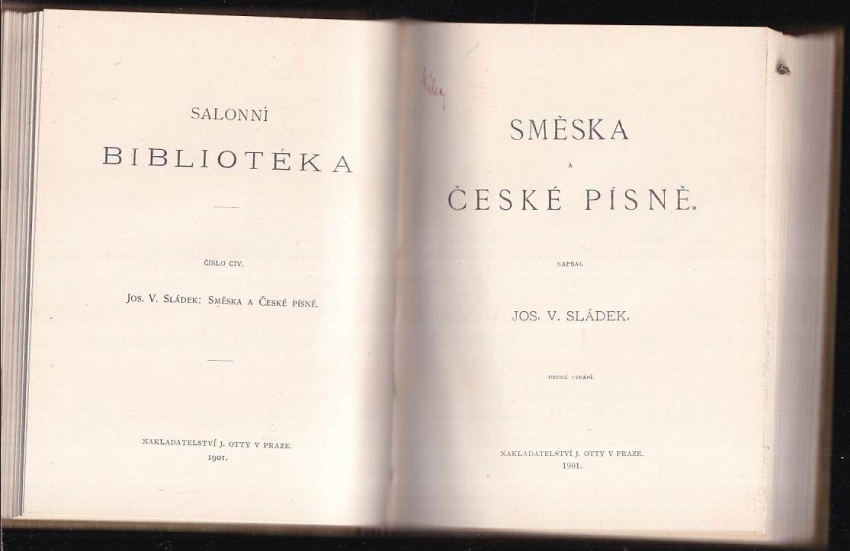 SALONNÍ
BIBLIOTÉKA
ČÍSLO CIV.
JOS. V. SLÁDEK: SMĚSKA A ČESKÉ PÍSNĚ.
NAKLADATELSTVÍ J. OTTY V PRAZE.
1901.
SMĚSKA
A
ČESKÉ PÍSNĚ.
NAPSAL
JOS. V. SLÁDEK.
DRUHÉ VYDÁNÍ.
NAKLADATELSTVÍ J. OTTY V PRAZE.
1901.